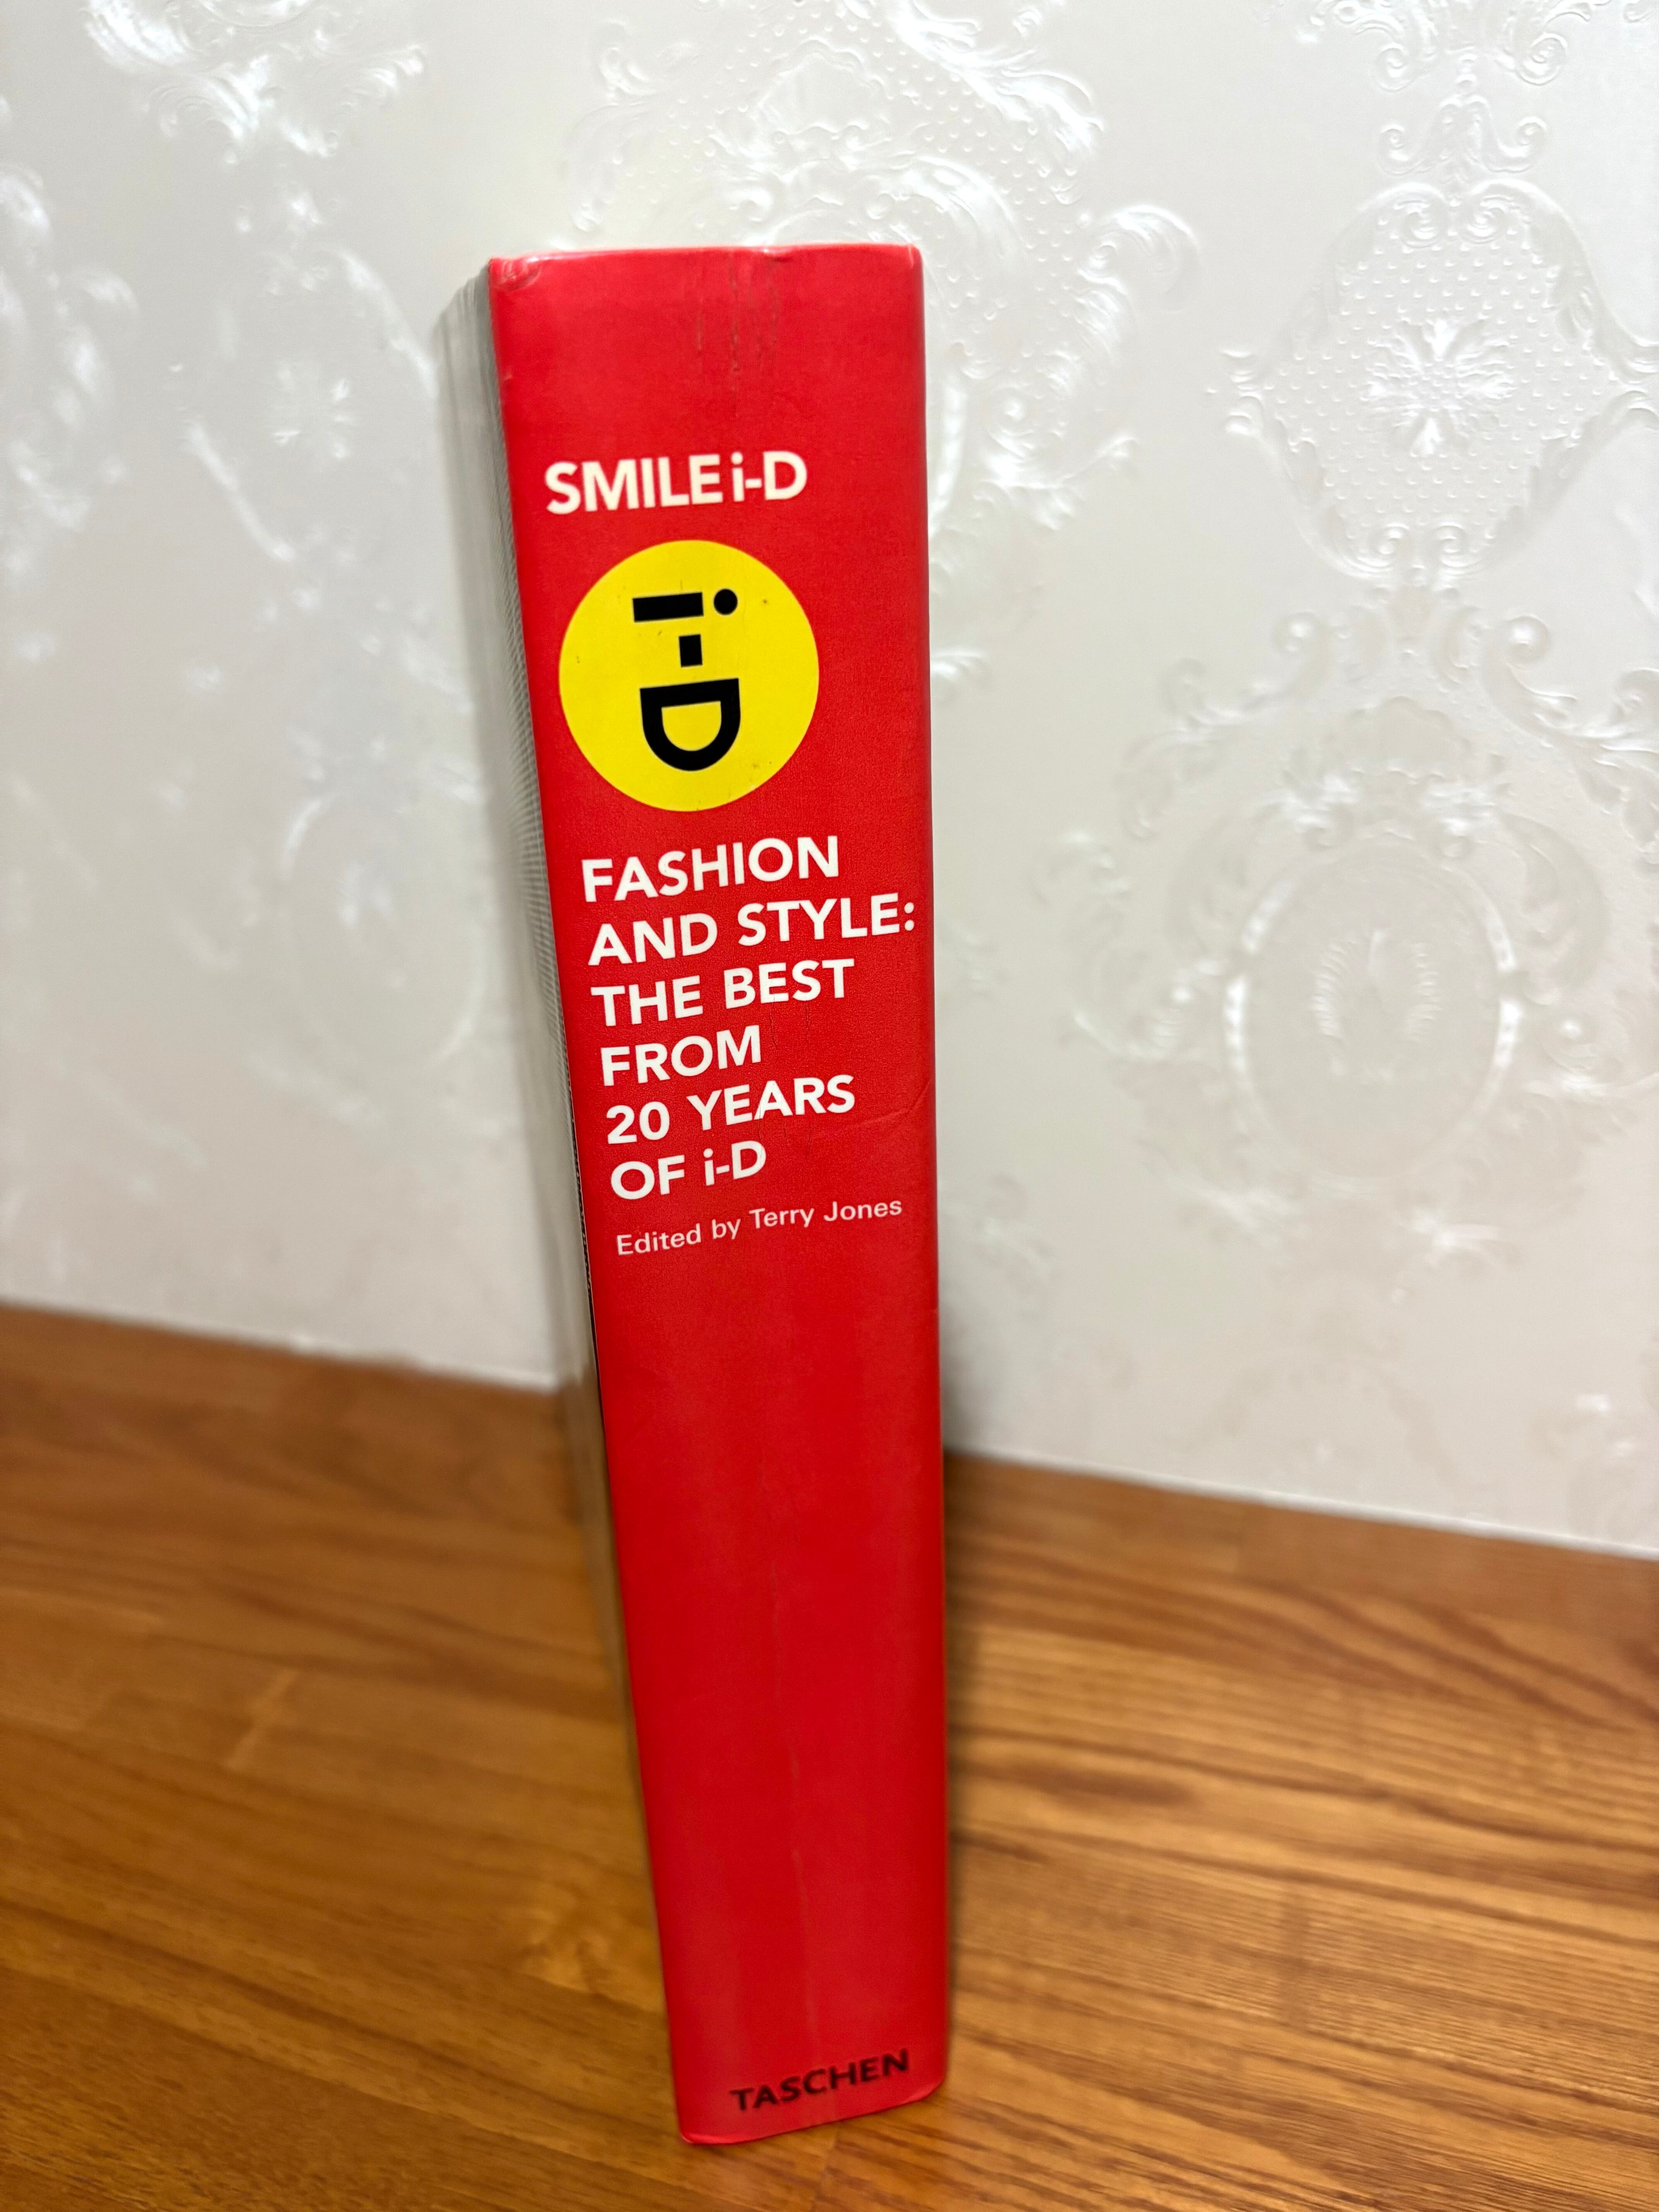 SMILE i-D
i-D
FASHION
AND STYLE:
THE BEST
FROM
20 YEARS
OF i-D
Edited by Terry Jones
TASCHEN